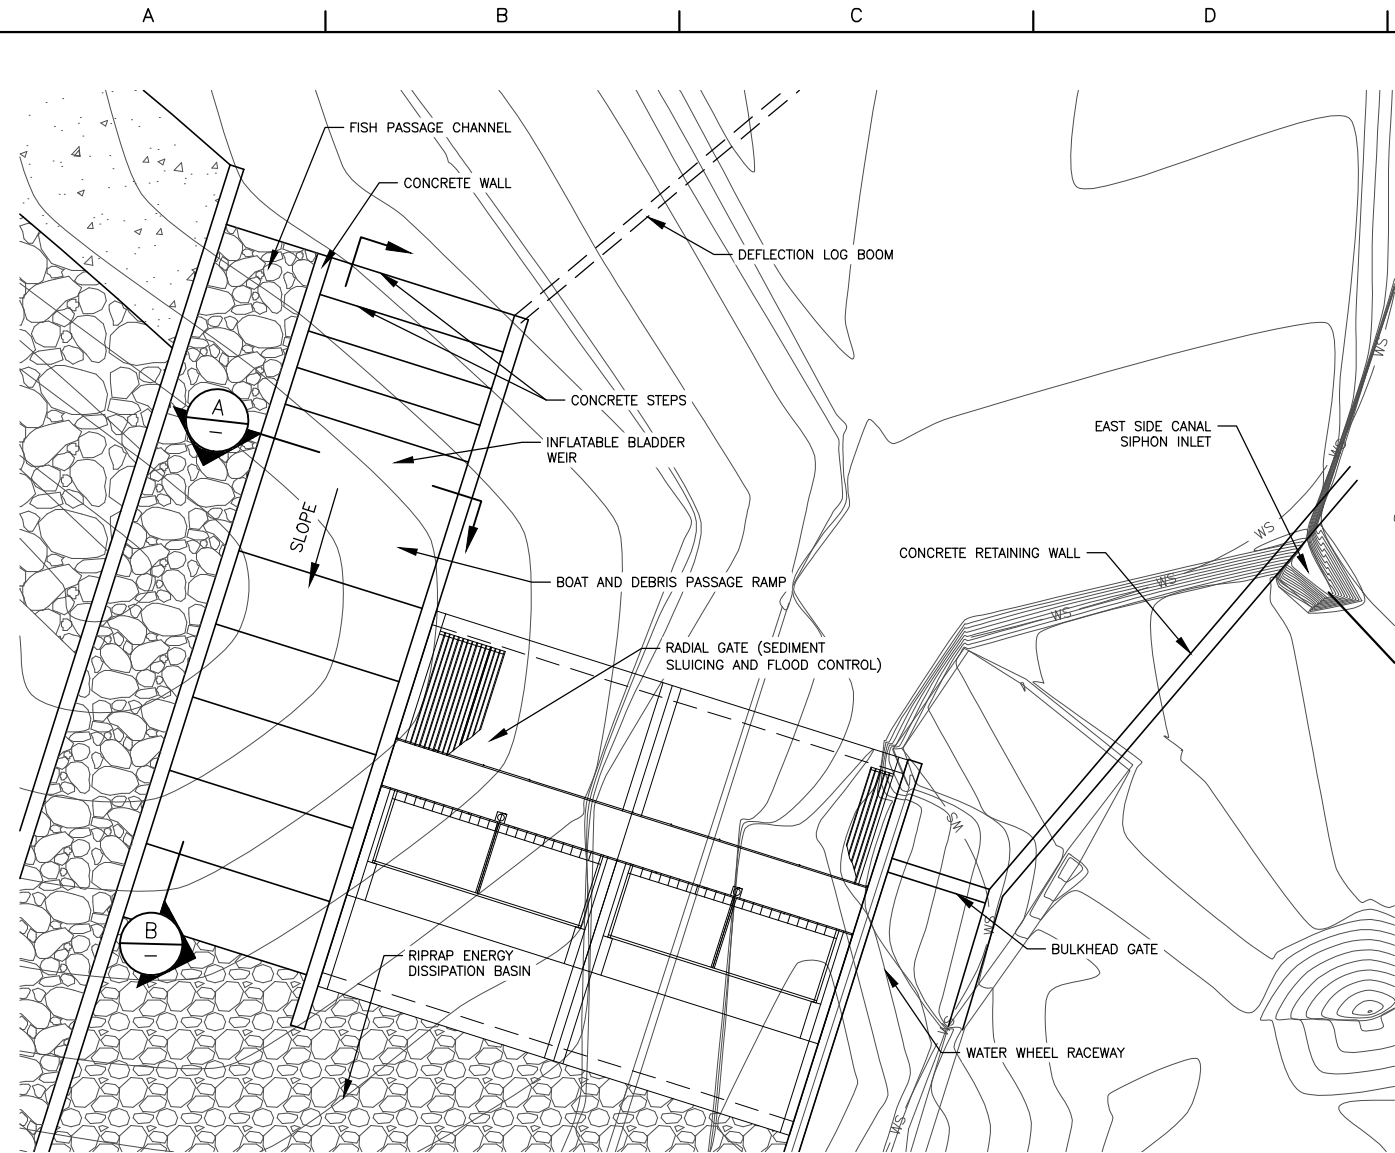 A B C D
FISH PASSAGE CHANNEL
CONCRETE WALL
DEFLECTION LOG BOOM
WS
CONCRETE STEPS
A
–
EAST SIDE CANAL
SIPHON INLET
INFLATABLE BLADDER
WEIR
WS
SLOPE
WS
CONCRETE RETAINING WALL
BOAT AND DEBRIS PASSAGE RAMP
WS
WS
RADIAL GATE (SEDIMENT
SLUICING AND FLOOD CONTROL)
WS
B
–
WS
BULKHEAD GATE
RIPRAP ENERGY
DISSIPATION BASIN
WS
WATER WHEEL RACEWAY
WS